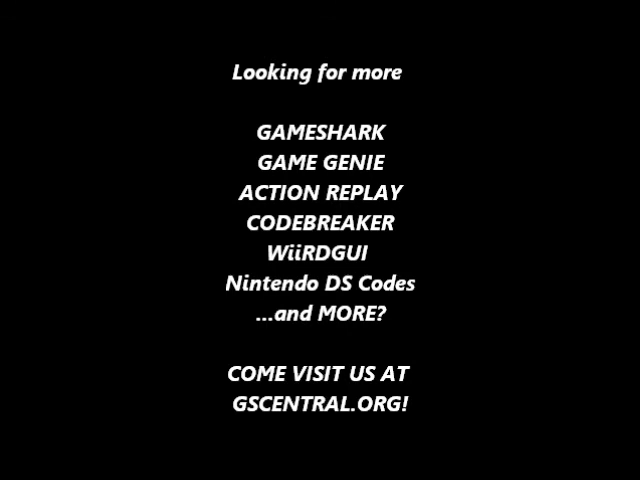 Looking for more
GAMESHARK
GAME GENIE
ACTION REPLAY
CODEBREAKER
WiiRDGUI
Nintendo DS Codes
...and MORE?
COME VISIT US AT
GSCENTRAL.ORG!